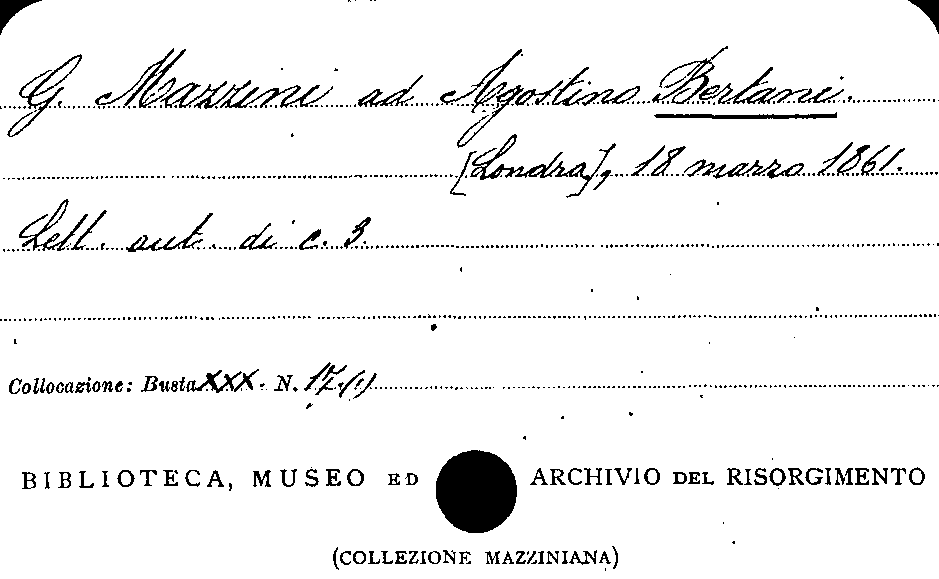 G. Mazzini ad Agostino Bertani.
[Londra], 18 marzo 1861.
Lett. aut. di c. 3.
Collocazione: Busta XXX. N. 17.(1)
BIBLIOTECA, MUSEO ED ARCHIVIO DEL RISORGIMENTO
(COLLEZIONE MAZZINIANA)